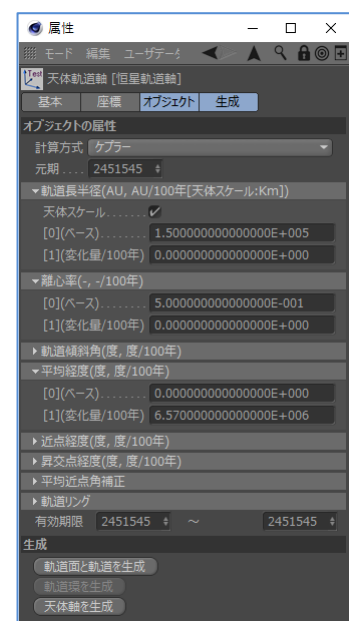 属性
モード 編集 ユーザデータ
Test
天体軌道軸 [恒星軌道軸]
基本 座標 オブジェクト 生成
オブジェクトの属性
計算方式 ケプラー
元期 . . . . 2451545
軌道長半径(AU, AU/100年[天体スケール:Km])
天体スケール . . . . . . .
[0](ベース) . . . . . . . . 1.500000000000000E+005
[1](変化量/100年) 0.000000000000000E+000
離心率(-, -/100年)
[0](ベース) . . . . . . . . 5.000000000000000E-001
[1](変化量/100年) 0.000000000000000E+000
軌道傾斜角(度, 度/100年)
平均経度(度, 度/100年)
[0](ベース) . . . . . . . . 0.000000000000000E+000
[1](変化量/100年) 6.570000000000000E+006
近点経度(度, 度/100年)
昇交点経度(度, 度/100年)
平均近点角補正
軌道リング
有効期限 2451545 ～ 2451545
生成
軌道面と軌道を生成
軌道環を生成
天体軸を生成